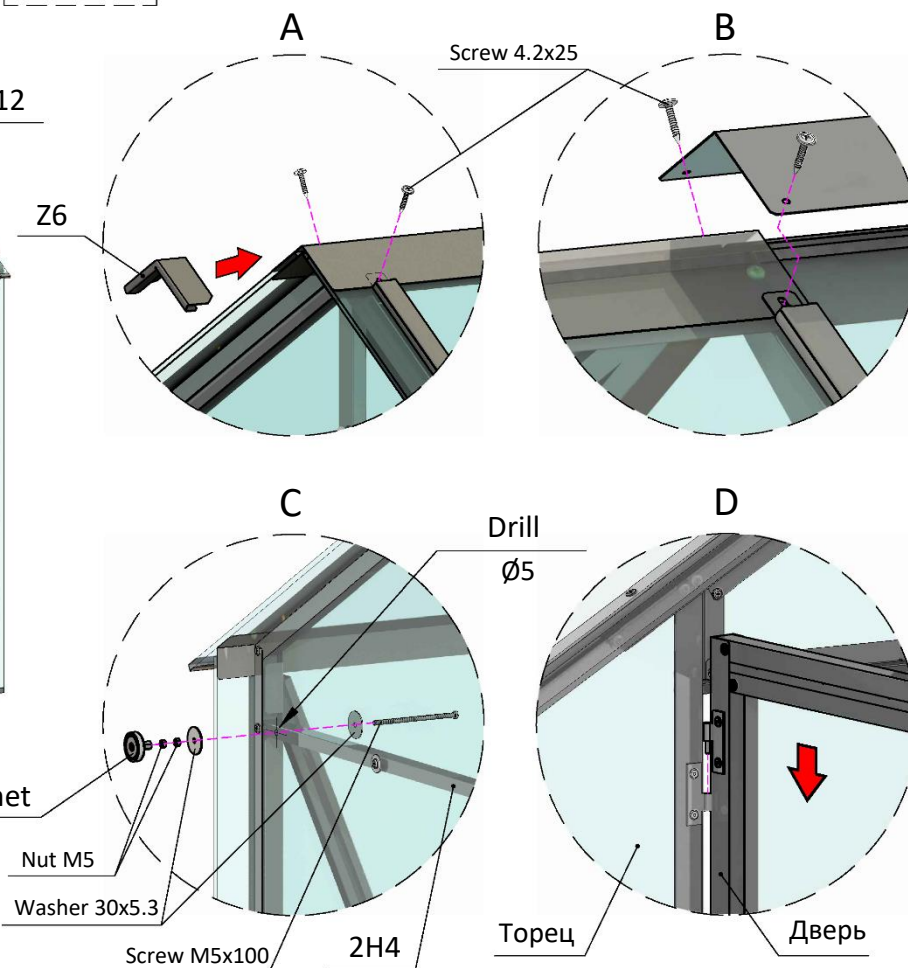 A
B
Screw 4.2x25
12
Z6
C
D
Drill
Ø5
net
Nut M5
Washer 30x5.3
Screw M5x100
2H4
Торец
Дверь